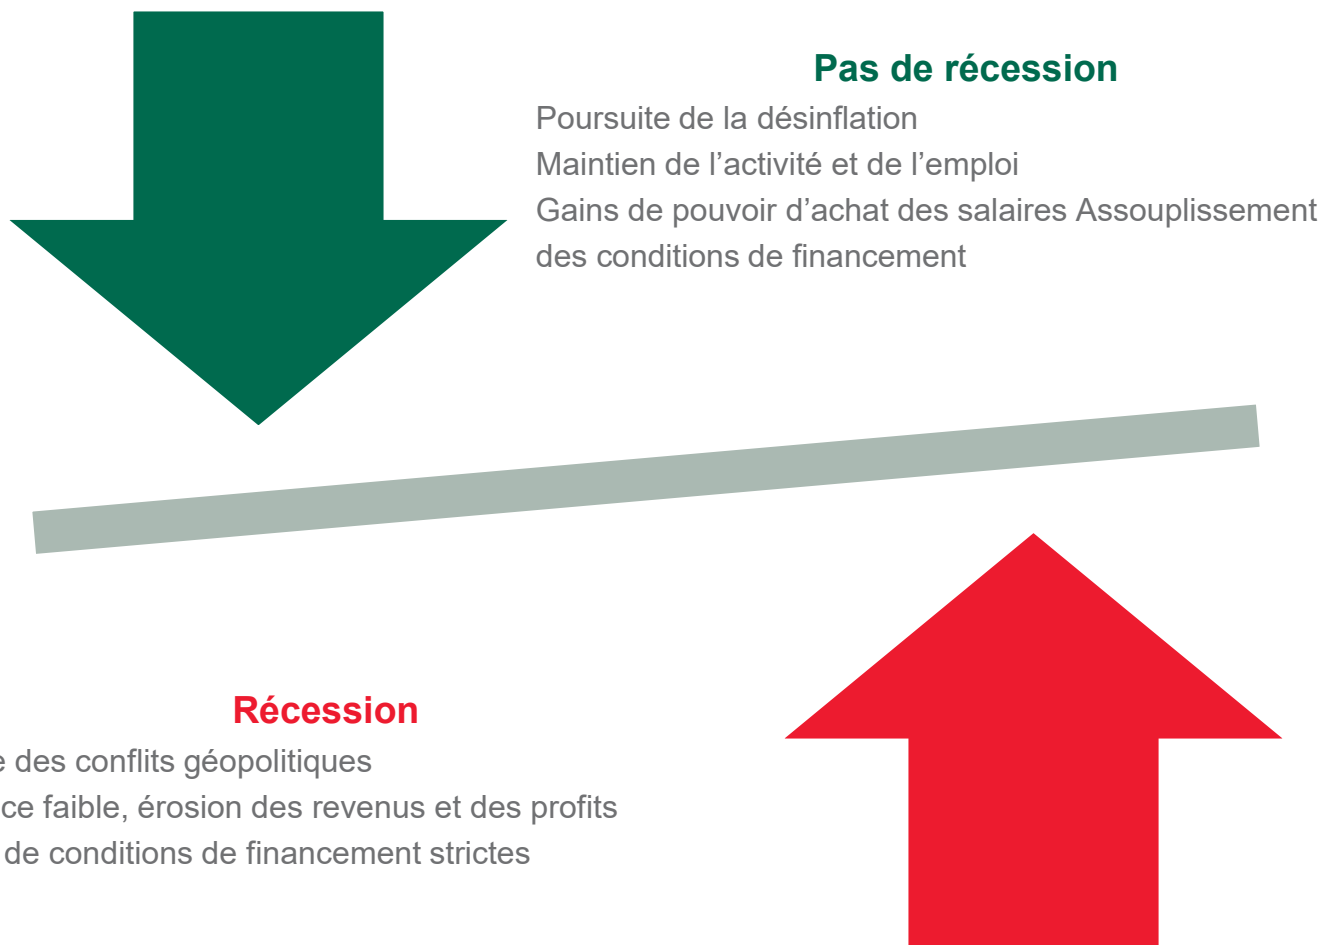 Pas de récession
Poursuite de la désinflation
Maintien de l’activité et de l’emploi
Gains de pouvoir d’achat des salaires Assouplissement
des conditions de financement
Récession
des conflits géopolitiques
faible, érosion des revenus et des profits
de conditions de financement strictes